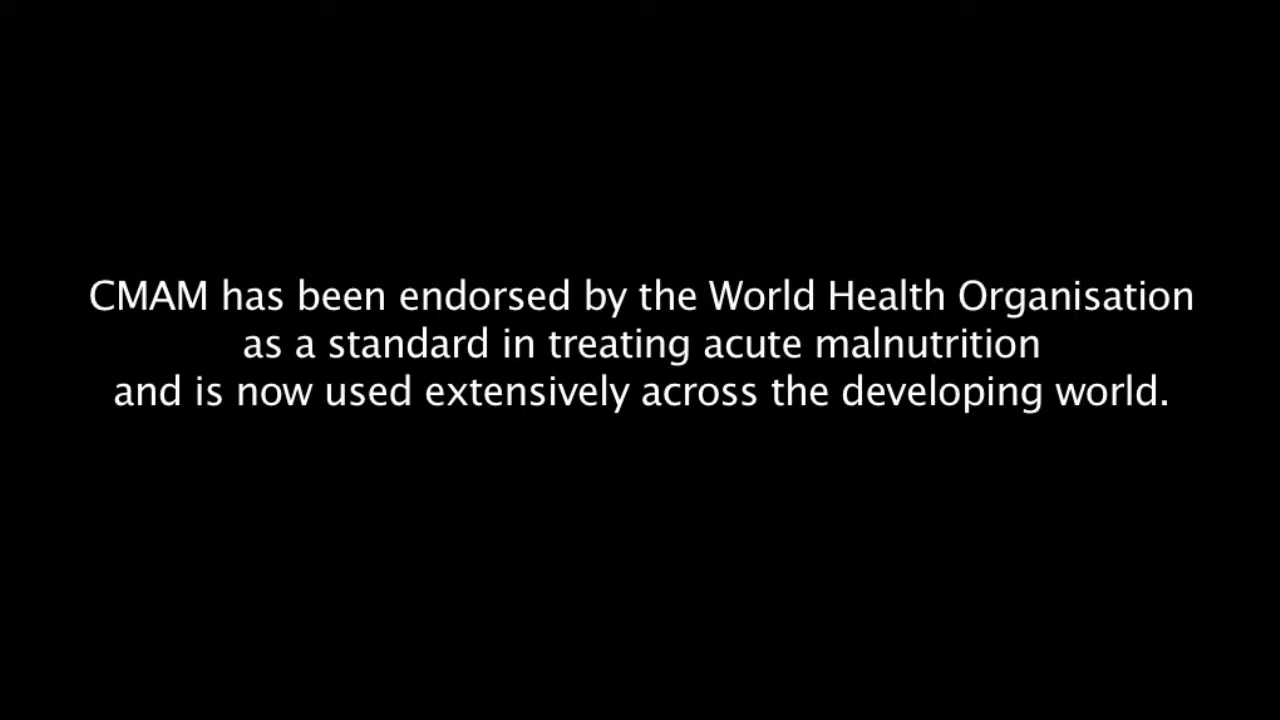 CMAM has been endorsed by the World Health Organisation
as a standard in treating acute malnutrition
and is now used extensively across the developing world.